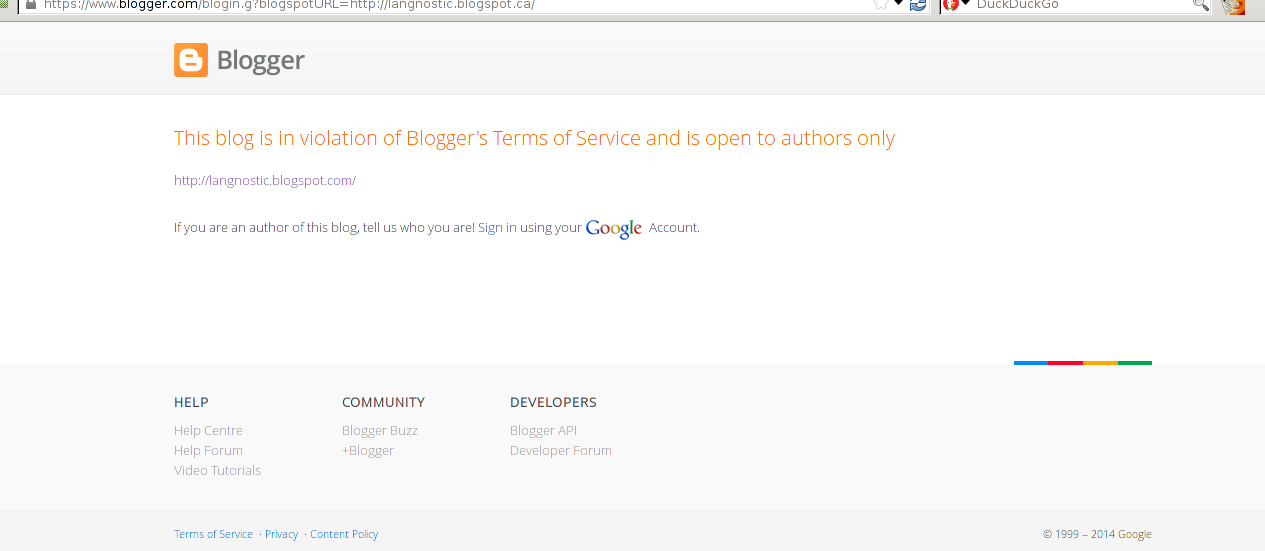 https://www.blogger.com/blogin.g?blogspotURL=http://langnostic.blogspot.ca/ DuckDuckGo
Blogger
This blog is in violation of Blogger's Terms of Service and is open to authors only
http://langnostic.blogspot.com/
If you are an author of this blog, tell us who you are! Sign in using your Google Account.
HELP COMMUNITY DEVELOPERS
Help Centre Blogger Buzz Blogger API
Help Forum +Blogger Developer Forum
Video Tutorials
Terms of Service · Privacy · Content Policy © 1999 – 2014 Google